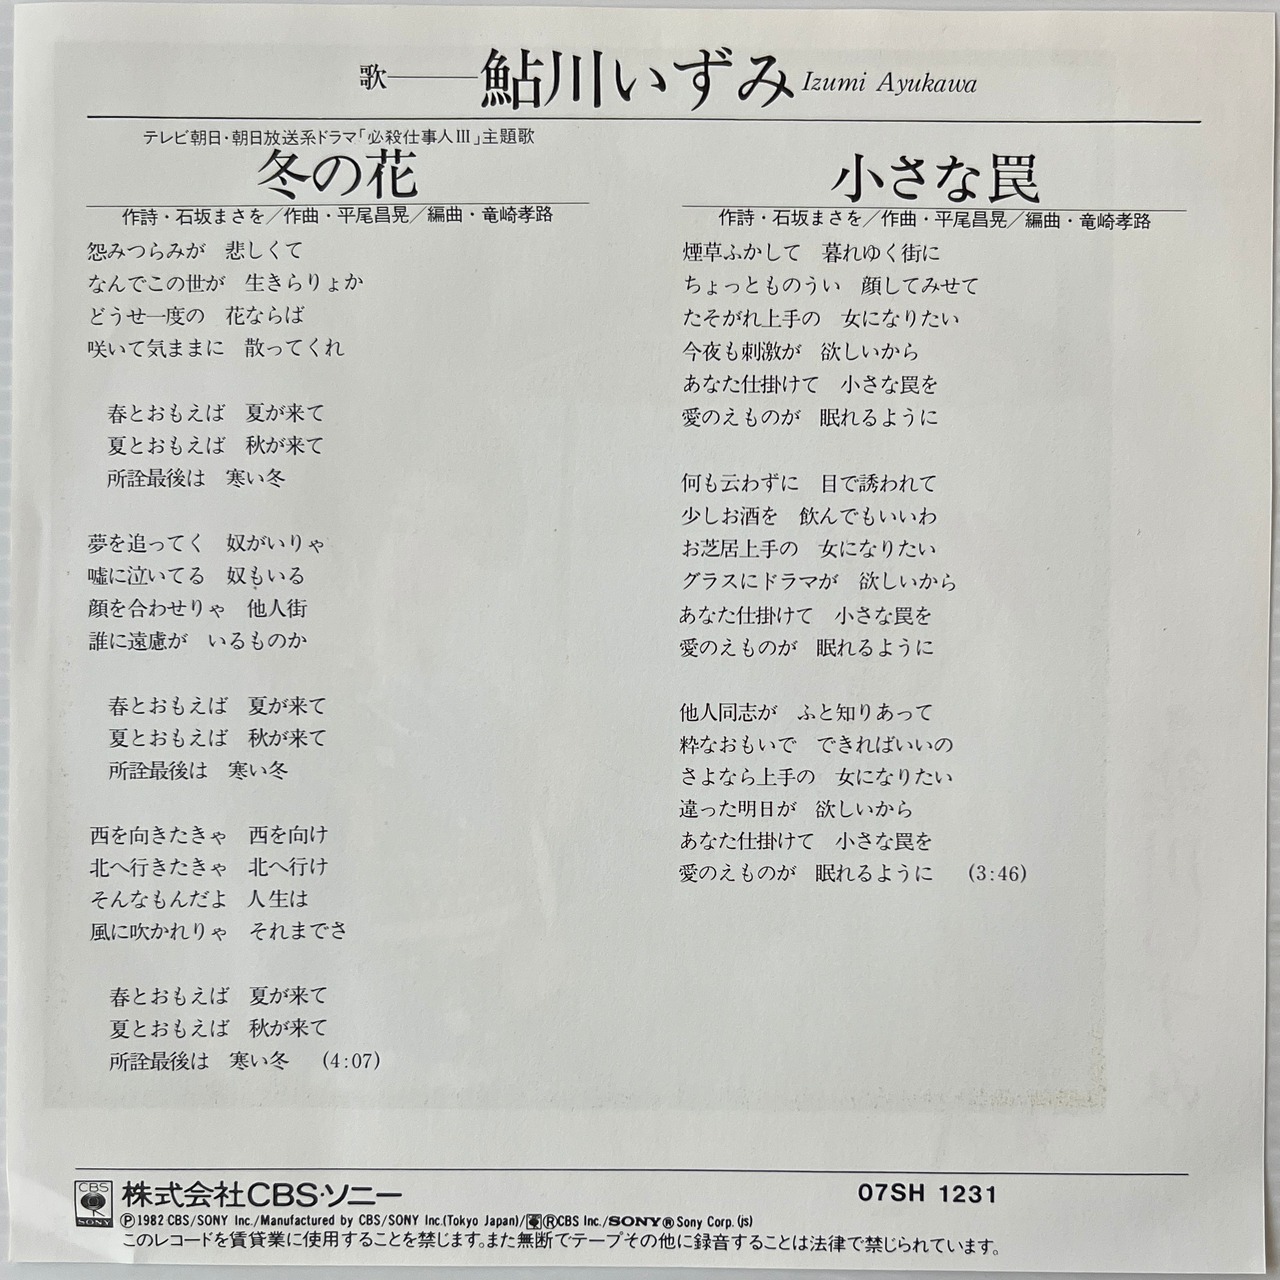 歌──鮎川いずみ Izumi Ayukawa
テレビ朝日・朝日放送系ドラマ「必殺仕事人III」主題歌
冬の花
作詩・石坂まさを／作曲・平尾昌晃／編曲・竜崎孝路
怨みつらみが　悲しくて
なんでこの世が　生きらりょか
どうせ一度の　花ならば
咲いて気ままに　散ってくれ
春とおもえば　夏が来て
夏とおもえば　秋が来て
所詮最後は　寒い冬
夢を追ってく　奴がいりゃ
嘘に泣いてる　奴もいる
顔を合わせりゃ　他人街
誰に遠慮が　いるものか
春とおもえば　夏が来て
夏とおもえば　秋が来て
所詮最後は　寒い冬
西を向きたきゃ　西を向け
北へ行きたきゃ　北へ行け
そんなもんだよ　人生は
風に吹かれりゃ　それまでさ
春とおもえば　夏が来て
夏とおもえば　秋が来て
所詮最後は　寒い冬　(4:07)
小さな罠
作詩・石坂まさを／作曲・平尾昌晃／編曲・竜崎孝路
煙草ふかして　暮れゆく街に
ちょっとものうい　顔してみせて
たそがれ上手の　女になりたい
今夜も刺激が　欲しいから
あなた仕掛けて　小さな罠を
愛のえものが　眠れるように
何も云わずに　目で誘われて
少しお酒を　飲んでもいいわ
お芝居上手の　女になりたい
グラスにドラマが　欲しいから
あなた仕掛けて　小さな罠を
愛のえものが　眠れるように
他人同志が　ふと知りあって
粋なおもいで　できればいいの
さよなら上手の　女になりたい
違った明日が　欲しいから
あなた仕掛けて　小さな罠を
愛のえものが　眠れるように　(3:46)
CBS SONY
株式会社CBS・ソニー
07SH 1231
Ⓟ1982 CBS/SONY Inc./Manufactured by CBS/SONY Inc.(Tokyo Japan)/ⓇCBS Inc./SONYⓇ Sony Corp. (js)
このレコードを賃貸業に使用することを禁じます。また無断でテープその他に録音することは法律で禁じられています。